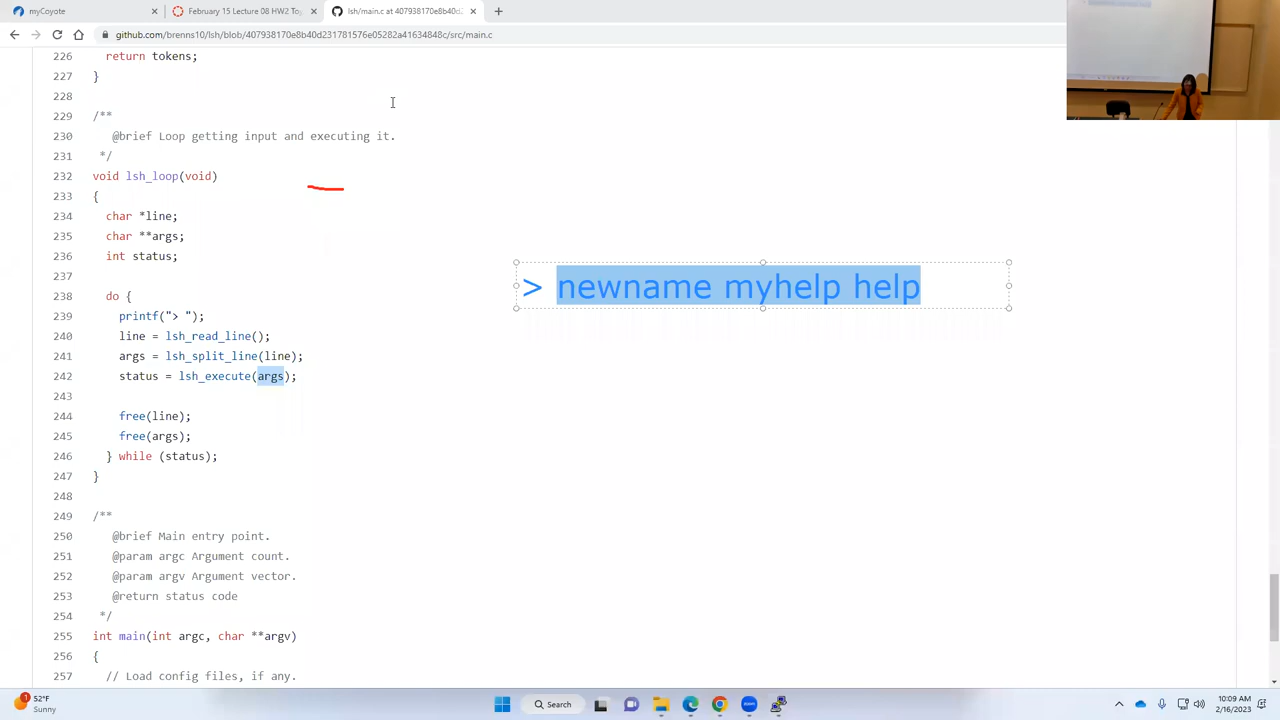 myCoyote
February 15 Lecture 08 HW2 Toy
lsh/main.c at 407938170e8b40d2
github.com/brenns10/lsh/blob/407938170e8b40d231781576e05282a41634848c/src/main.c
226 return tokens;
227 }
228
229 /**
230 @brief Loop getting input and executing it.
231 */
232 void lsh_loop(void)
233 {
234 char *line;
235 char **args;
236 int status;
237
238 do {
239 printf("> ");
240 line = lsh_read_line();
241 args = lsh_split_line(line);
242 status = lsh_execute(args);
243
244 free(line);
245 free(args);
246 } while (status);
247 }
248
249 /**
250 @brief Main entry point.
251 @param argc Argument count.
252 @param argv Argument vector.
253 @return status code
254 */
255 int main(int argc, char **argv)
256 {
257 // Load config files, if any.
> newname myhelp help
1
52°F
Sunny
Search
zoom
10:09 AM
2/16/2023